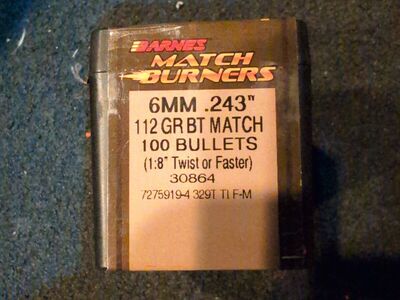 BARNES
MATCH
BURNERS
6MM .243"
112 GR BT MATCH
100 BULLETS
(1:8" Twist or Faster)
30864
7275919-4 329T TI F-M